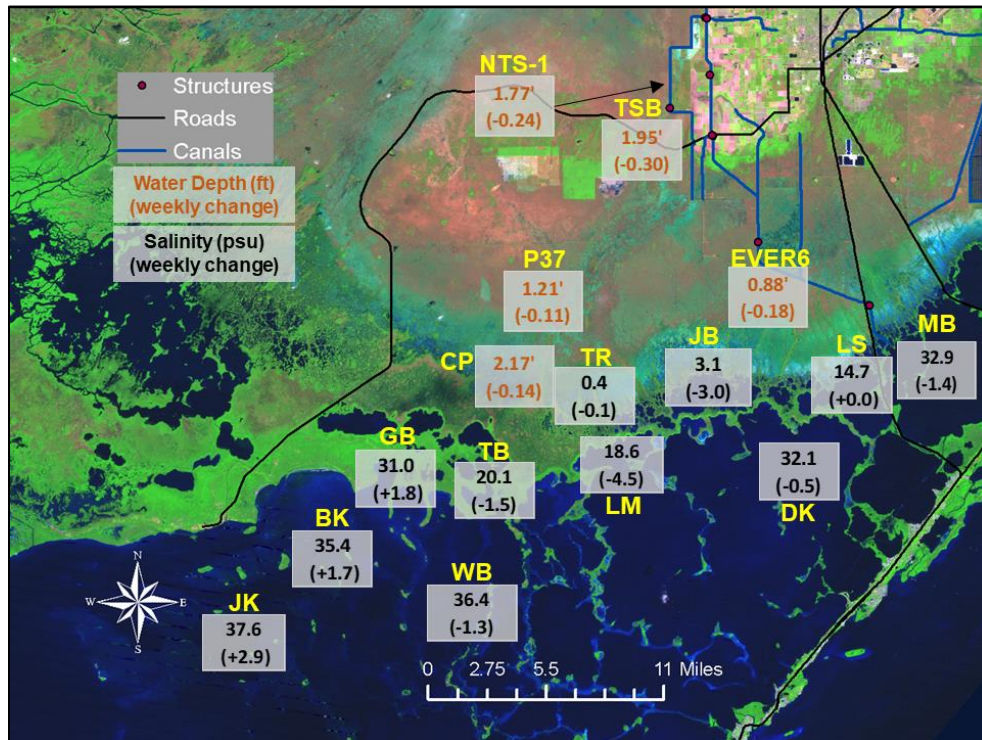 NTS-1
1.77'
(-0.24)
TSB
1.95'
(-0.30)
Structures
Roads
Canals
Water Depth (ft)
(weekly change)
Salinity (psu)
(weekly change)
P37
1.21'
(-0.11)
EVER6
0.88'
(-0.18)
CP
2.17'
(-0.14)
TR
0.4
(-0.1)
JB
3.1
(-3.0)
LS
14.7
(+0.0)
MB
32.9
(-1.4)
GB
31.0
(+1.8)
TB
20.1
(-1.5)
18.6
(-4.5)
LM
32.1
(-0.5)
DK
BK
35.4
(+1.7)
WB
36.4
(-1.3)
JK
37.6
(+2.9)
N
W E
S
0 2.75 5.5 11 Miles